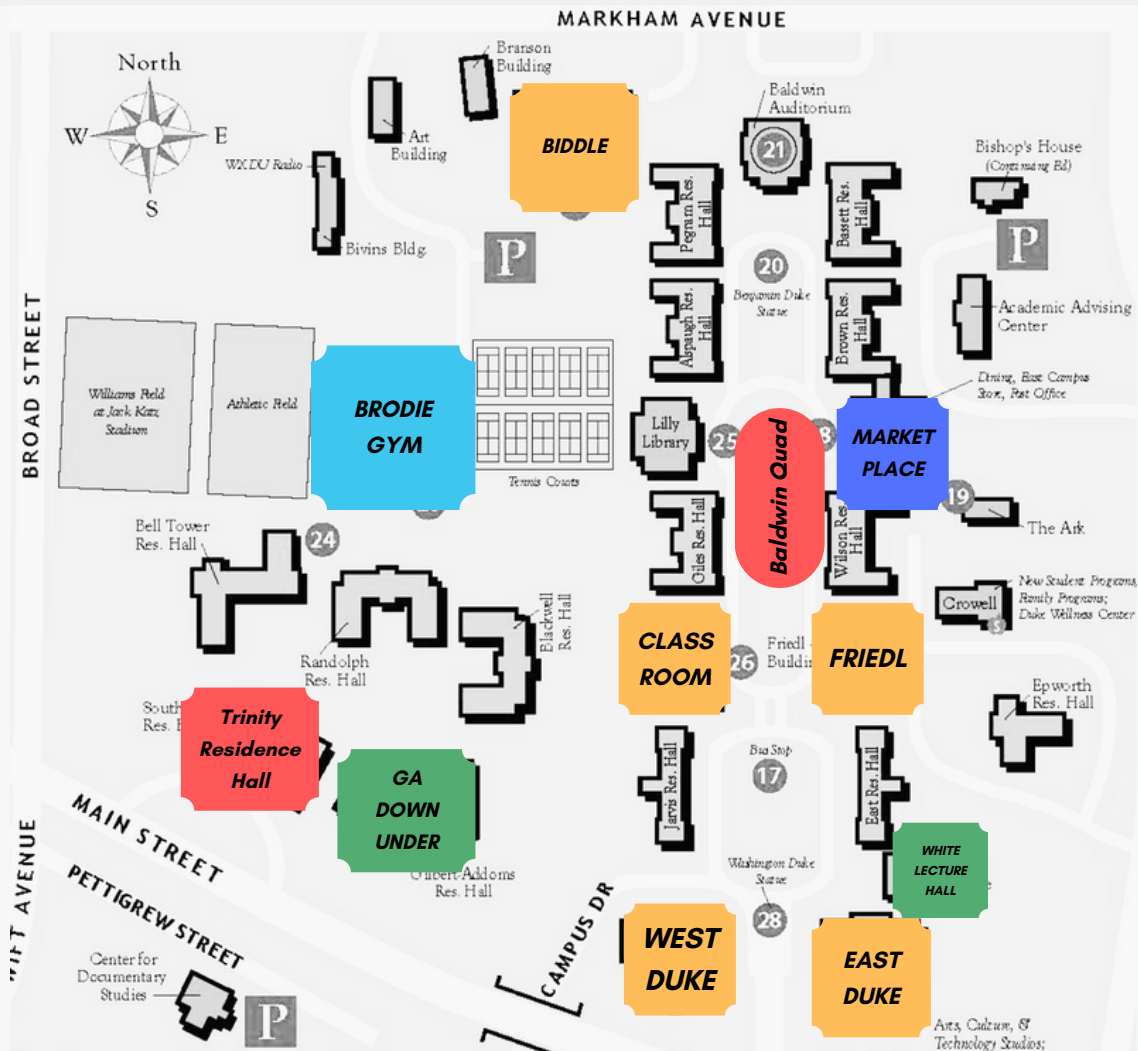 MARKHAM AVENUE
North
W
E
S
Branson
Building
Art
Building
WXDU Radio
Bivins Bldg.
BIDDLE
P
Baldwin
Auditorium
21
Bishop's House
(Continuing Ed)
P
Pegram Res.
Hall
Bassett Res.
Hall
20
Benjamin Duke
Statue
Alspaugh Res.
Hall
Brown Res.
Hall
Academic Advising
Center
BROAD STREET
Williams Field
at Jack Katz
Stadium
Athletic Field
BRODIE
GYM
Tennis Courts
Dining, East Campus
Store, Post Office
Lilly
Library
25
Baldwin Quad
8
MARKET
PLACE
19
The Ark
Bell Tower
Res. Hall
24
Giles Res. Hall
Wilson Res.
Hall
Randolph
Res. Hall
Blackwell
Res. Hall
Crowell
New Student Programs,
Family Programs;
Duke Wellness Center
S
CLASS
ROOM
26
Friedl
FRIEDL
South
Res.
Trinity
Residence
Hall
GA
DOWN
UNDER
Gilbert-Addoms
Res. Hall
Jarvis Res. Hall
Bus Stop
17
East Res. Hall
Epworth
Res. Hall
WHITE
LECTURE
HALL
e
MAIN STREET
PETTIGREW STREET
WIFT AVENUE
Washington Duke
Statue
28
CAMPUS DR
WEST
DUKE
EAST
DUKE
Center for
Documentary
Studies
P
Arts, Culture, &
Technology Studios;